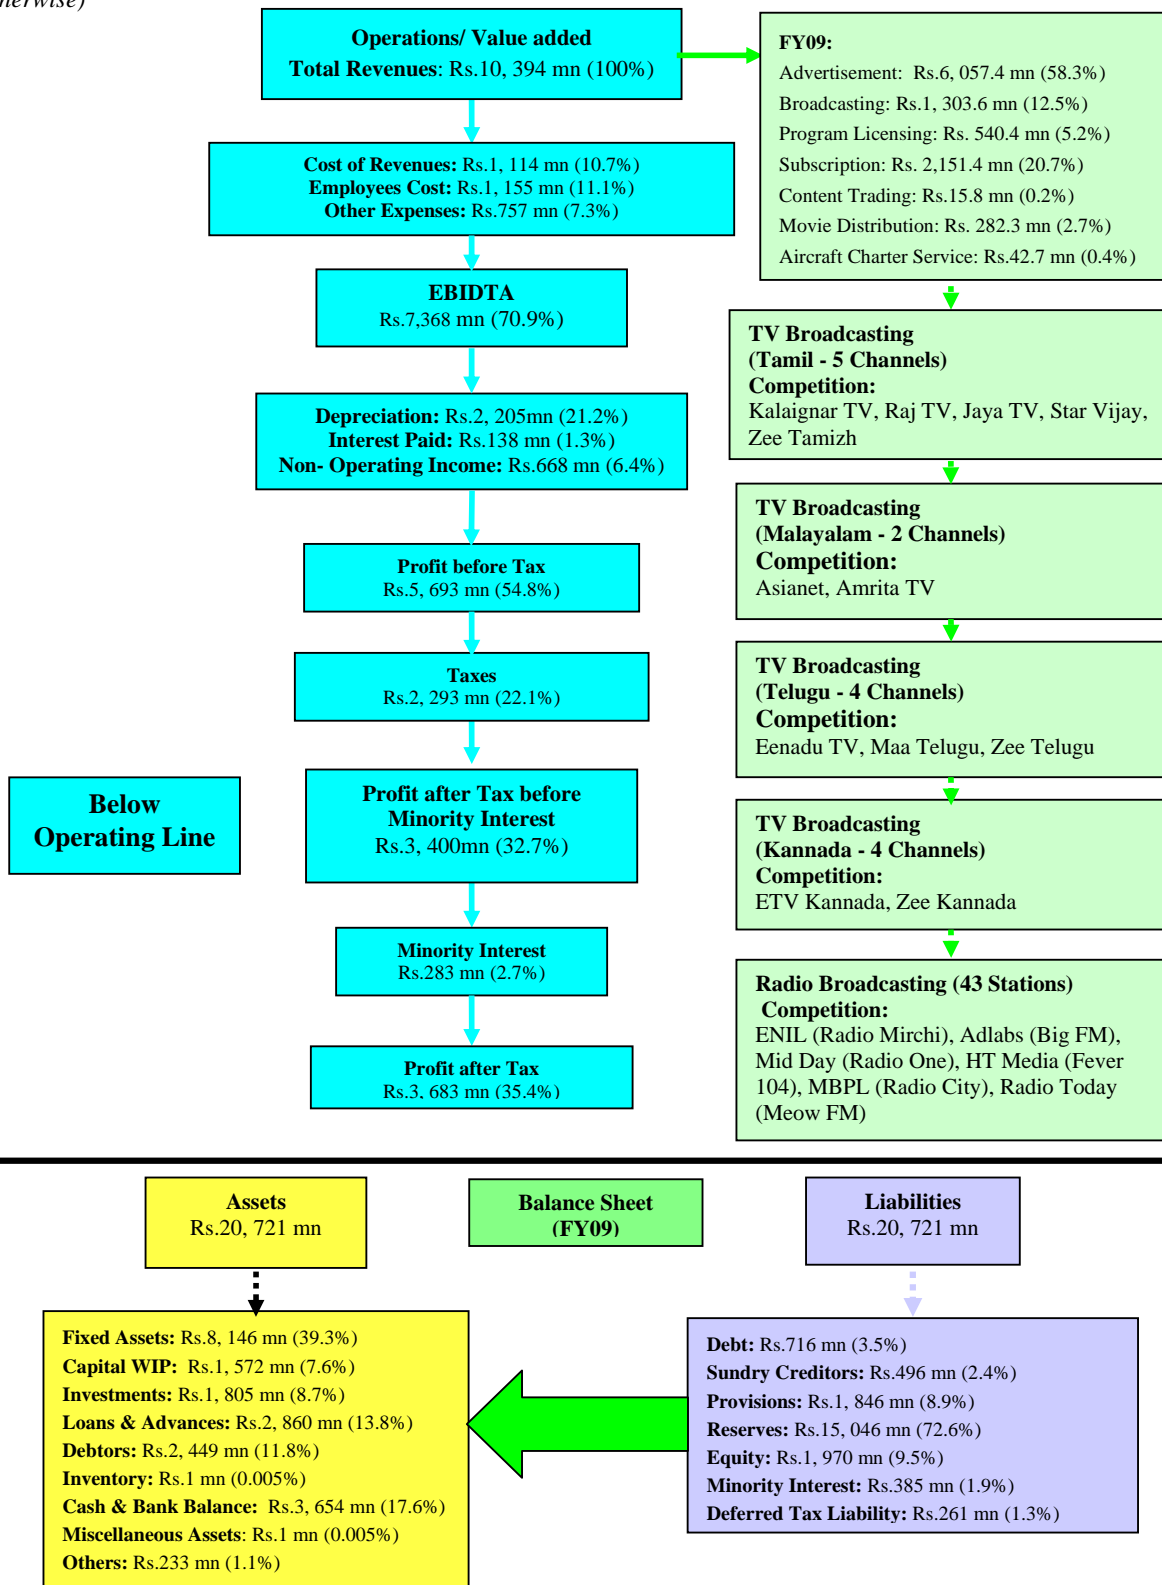 nerwise)
Operations/ Value added
Total Revenues: Rs.10, 394 mn (100%)
Cost of Revenues: Rs.1, 114 mn (10.7%)
Employees Cost: Rs.1, 155 mn (11.1%)
Other Expenses: Rs.757 mn (7.3%)
EBIDTA
Rs.7,368 mn (70.9%)
Depreciation: Rs.2, 205mn (21.2%)
Interest Paid: Rs.138 mn (1.3%)
Non- Operating Income: Rs.668 mn (6.4%)
Profit before Tax
Rs.5, 693 mn (54.8%)
Taxes
Rs.2, 293 mn (22.1%)
Below
Operating Line
Profit after Tax before
Minority Interest
Rs.3, 400mn (32.7%)
Minority Interest
Rs.283 mn (2.7%)
Profit after Tax
Rs.3, 683 mn (35.4%)
FY09:
Advertisement: Rs.6, 057.4 mn (58.3%)
Broadcasting: Rs.1, 303.6 mn (12.5%)
Program Licensing: Rs. 540.4 mn (5.2%)
Subscription: Rs. 2,151.4 mn (20.7%)
Content Trading: Rs.15.8 mn (0.2%)
Movie Distribution: Rs. 282.3 mn (2.7%)
Aircraft Charter Service: Rs.42.7 mn (0.4%)
TV Broadcasting
(Tamil - 5 Channels)
Competition:
Kalaignar TV, Raj TV, Jaya TV, Star Vijay,
Zee Tamizh
TV Broadcasting
(Malayalam - 2 Channels)
Competition:
Asianet, Amrita TV
TV Broadcasting
(Telugu - 4 Channels)
Competition:
Eenadu TV, Maa Telugu, Zee Telugu
TV Broadcasting
(Kannada - 4 Channels)
Competition:
ETV Kannada, Zee Kannada
Radio Broadcasting (43 Stations)
Competition:
ENIL (Radio Mirchi), Adlabs (Big FM),
Mid Day (Radio One), HT Media (Fever
104), MBPL (Radio City), Radio Today
(Meow FM)
Assets
Rs.20, 721 mn
Balance Sheet
(FY09)
Liabilities
Rs.20, 721 mn
Fixed Assets: Rs.8, 146 mn (39.3%)
Capital WIP: Rs.1, 572 mn (7.6%)
Investments: Rs.1, 805 mn (8.7%)
Loans & Advances: Rs.2, 860 mn (13.8%)
Debtors: Rs.2, 449 mn (11.8%)
Inventory: Rs.1 mn (0.005%)
Cash & Bank Balance: Rs.3, 654 mn (17.6%)
Miscellaneous Assets: Rs.1 mn (0.005%)
Others: Rs.233 mn (1.1%)
Debt: Rs.716 mn (3.5%)
Sundry Creditors: Rs.496 mn (2.4%)
Provisions: Rs.1, 846 mn (8.9%)
Reserves: Rs.15, 046 mn (72.6%)
Equity: Rs.1, 970 mn (9.5%)
Minority Interest: Rs.385 mn (1.9%)
Deferred Tax Liability: Rs.261 mn (1.3%)